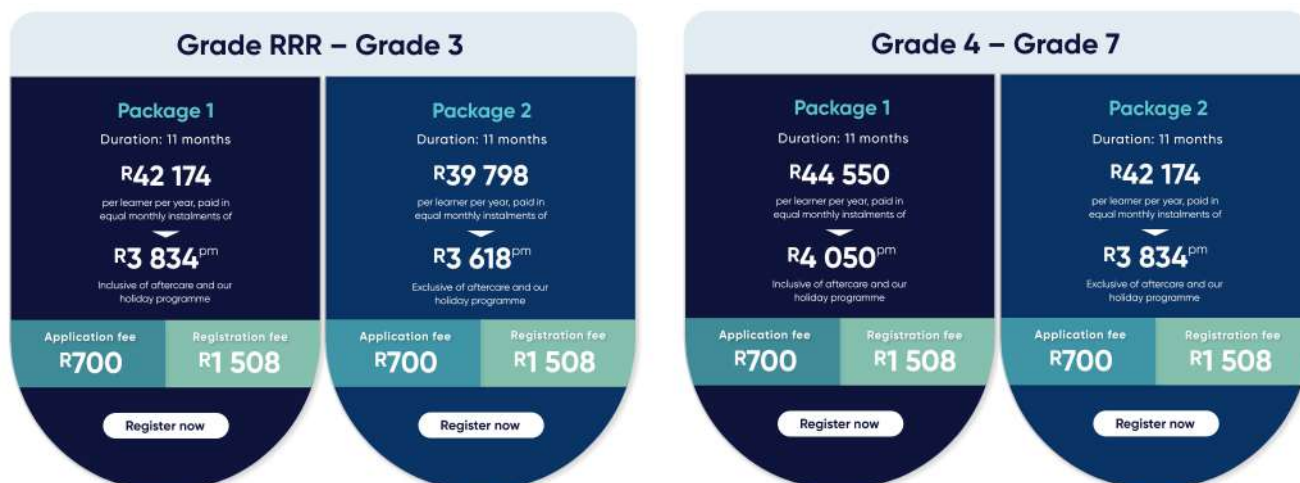 Grade RRR – Grade 3
Package 1
Duration: 11 months
R42 174
per learner per year, paid in
equal monthly instalments of
R3 834pm
Inclusive of aftercare and our
holiday programme
Application fee
R700
Registration fee
R1 508
Register now
Package 2
Duration: 11 months
R39 798
per learner per year, paid in
equal monthly instalments of
R3 618pm
Exclusive of aftercare and our
holiday programme
Application fee
R700
Registration fee
R1 508
Register now
Grade 4 – Grade 7
Package 1
Duration: 11 months
R44 550
per learner per year, paid in
equal monthly instalments of
R4 050pm
Inclusive of aftercare and our
holiday programme
Application fee
R700
Registration fee
R1 508
Register now
Package 2
Duration: 11 months
R42 174
per learner per year, paid in
equal monthly instalments of
R3 834pm
Exclusive of aftercare and our
holiday programme
Application fee
R700
Registration fee
R1 508
Register now